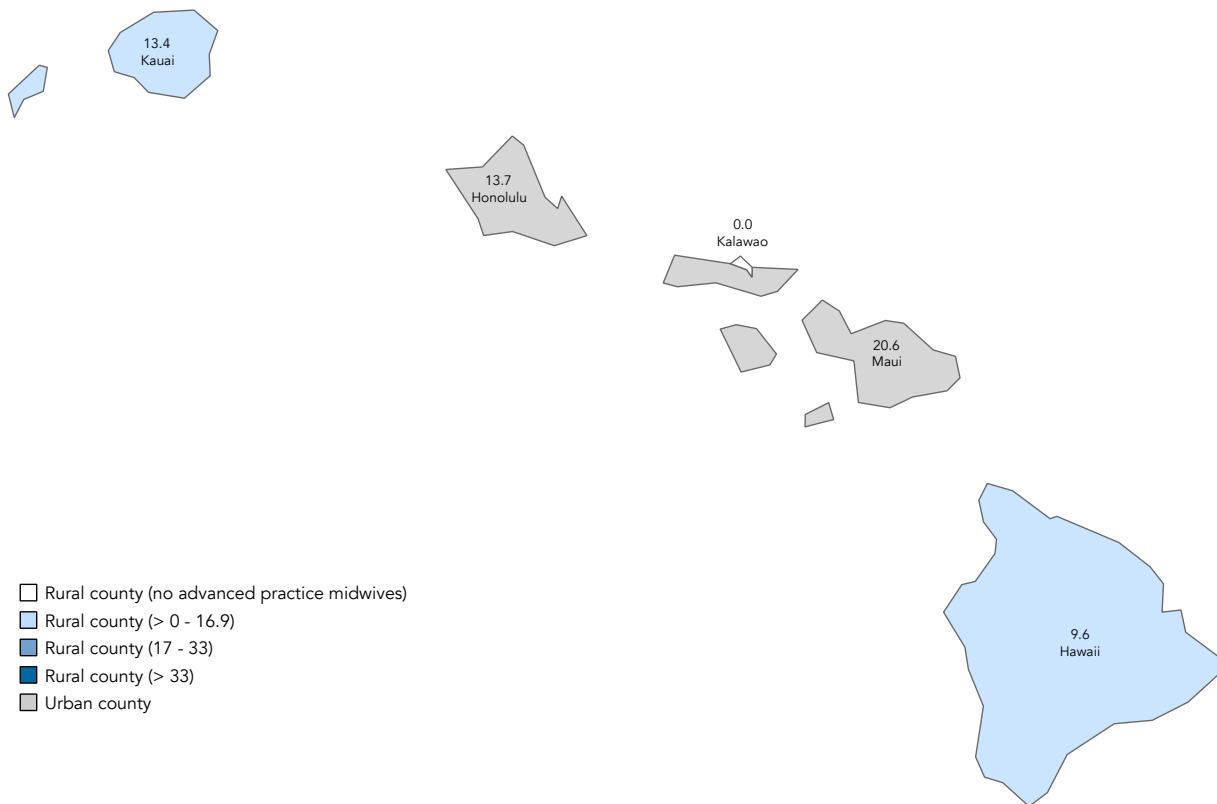 13.4
Kauai
13.7
Honolulu
0.0
Kalawao
20.6
Maui
9.6
Hawaii
Rural county (no advanced practice midwives)
Rural county (> 0 - 16.9)
Rural county (17 - 33)
Rural county (> 33)
Urban county